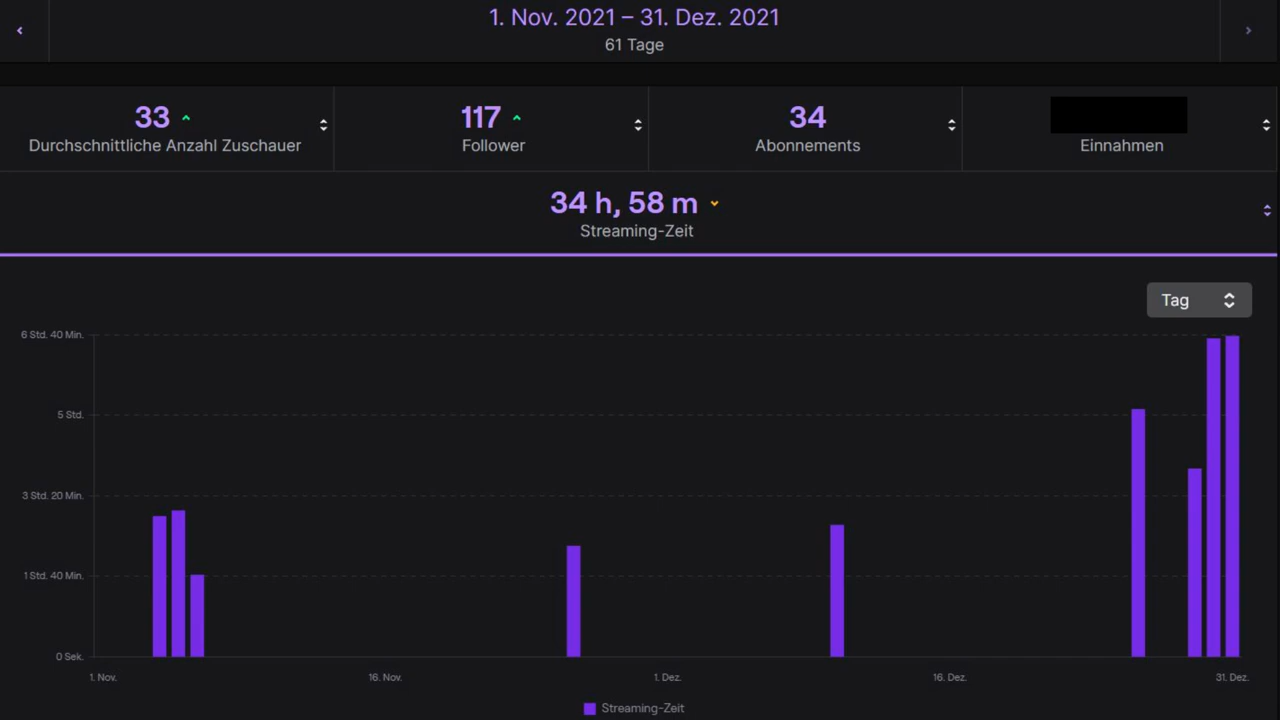 1. Nov. 2021 – 31. Dez. 2021
61 Tage
33
Durchschnittliche Anzahl Zuschauer
117
Follower
34
Abonnements
Einnahmen
34 h, 58 m
Streaming-Zeit
Tag
6 Std. 40 Min.
5 Std.
3 Std. 20 Min.
1 Std. 40 Min.
0 Sek.
1. Nov.
16. Nov.
1. Dez.
16. Dez.
31. Dez.
Streaming-Zeit